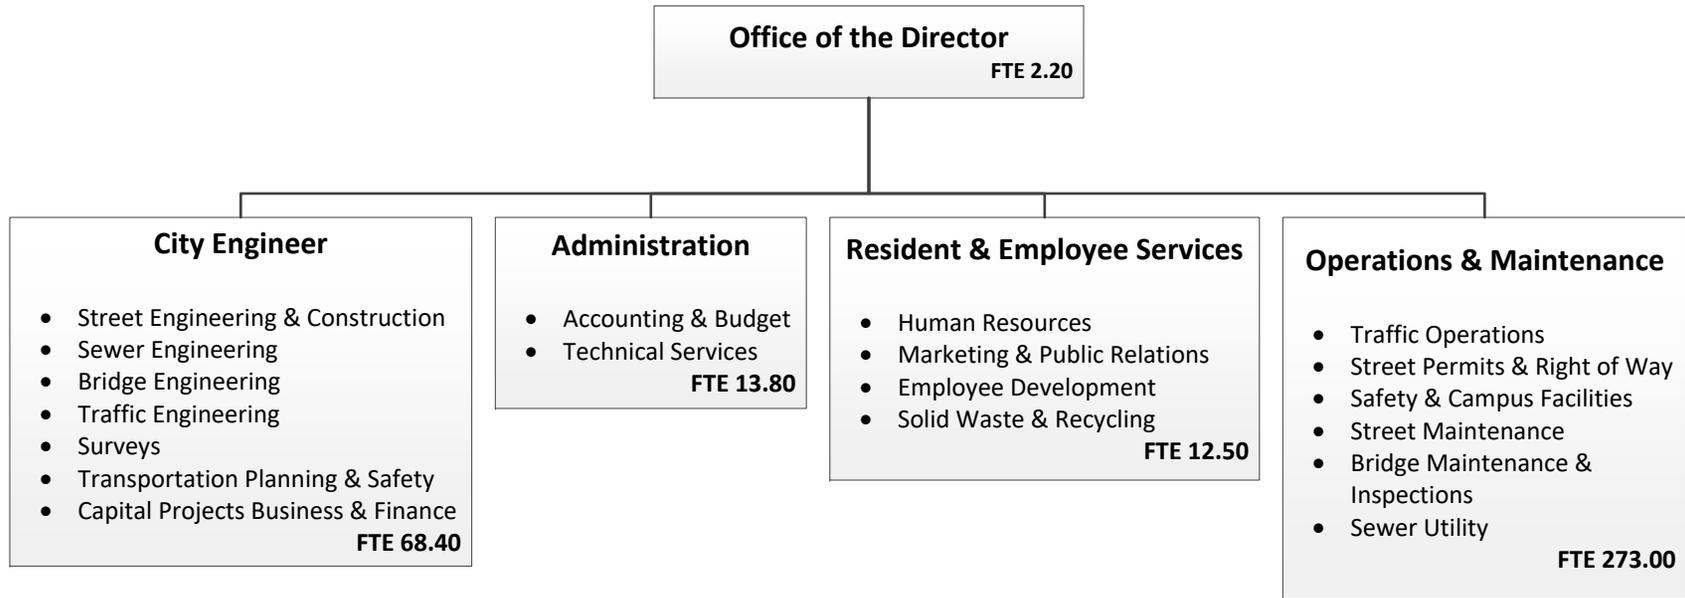 Office of the Director
FTE 2.20
City Engineer
• Street Engineering & Construction
• Sewer Engineering
• Bridge Engineering
• Traffic Engineering
• Surveys
• Transportation Planning & Safety
• Capital Projects Business & Finance
FTE 68.40
Administration
• Accounting & Budget
• Technical Services
FTE 13.80
Resident & Employee Services
• Human Resources
• Marketing & Public Relations
• Employee Development
• Solid Waste & Recycling
FTE 12.50
Operations & Maintenance
• Traffic Operations
• Street Permits & Right of Way
• Safety & Campus Facilities
• Street Maintenance
• Bridge Maintenance &
Inspections
• Sewer Utility
FTE 273.00